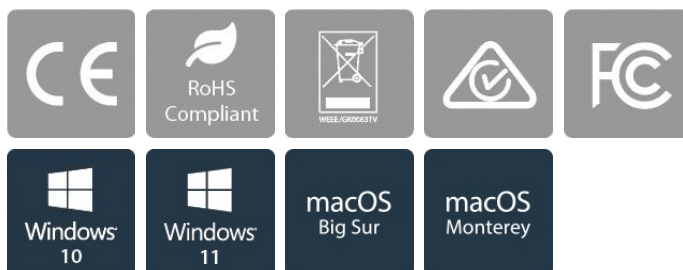 CE
RoHS
Compliant
WEEE/GK0063TV
FC
Windows
10
Windows
11
macOS
Big Sur
macOS
Monterey